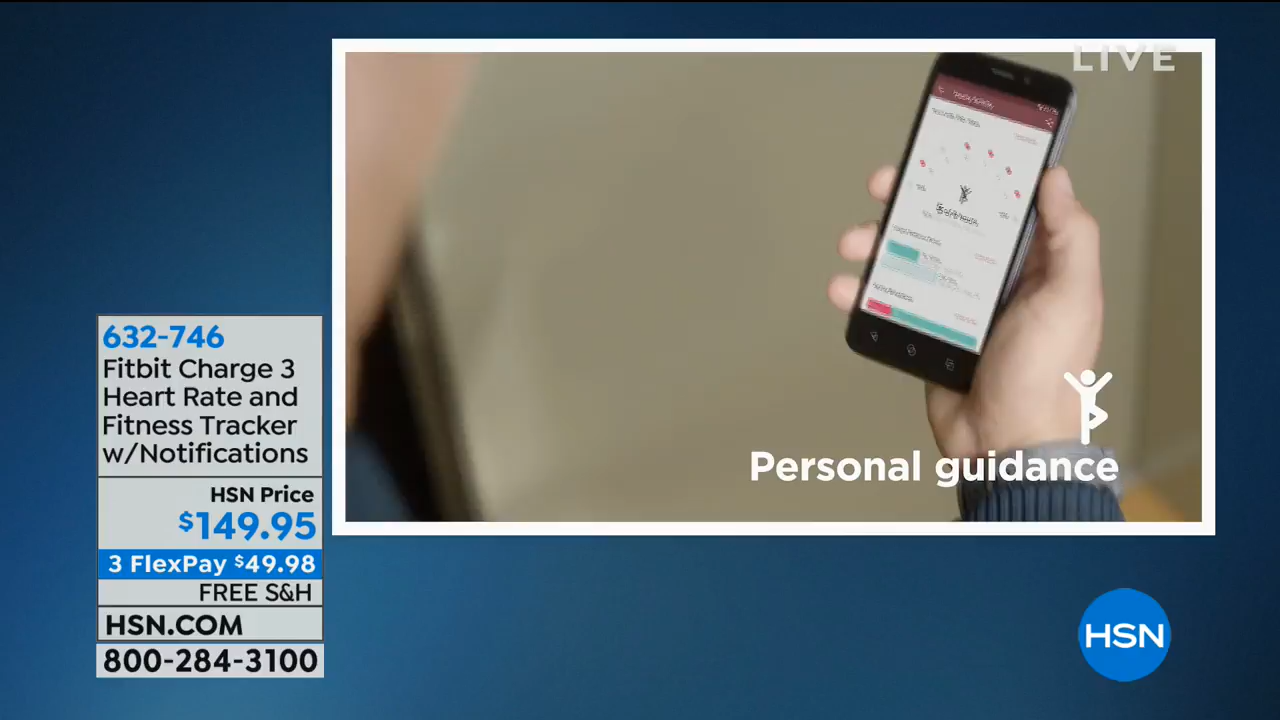 LIVE
632-746
Fitbit Charge 3
Heart Rate and
Fitness Tracker
w/Notifications
HSN Price
$149.95
3 FlexPay $49.98
FREE S&H
HSN.COM
800-284-3100
Personal guidance
HSN